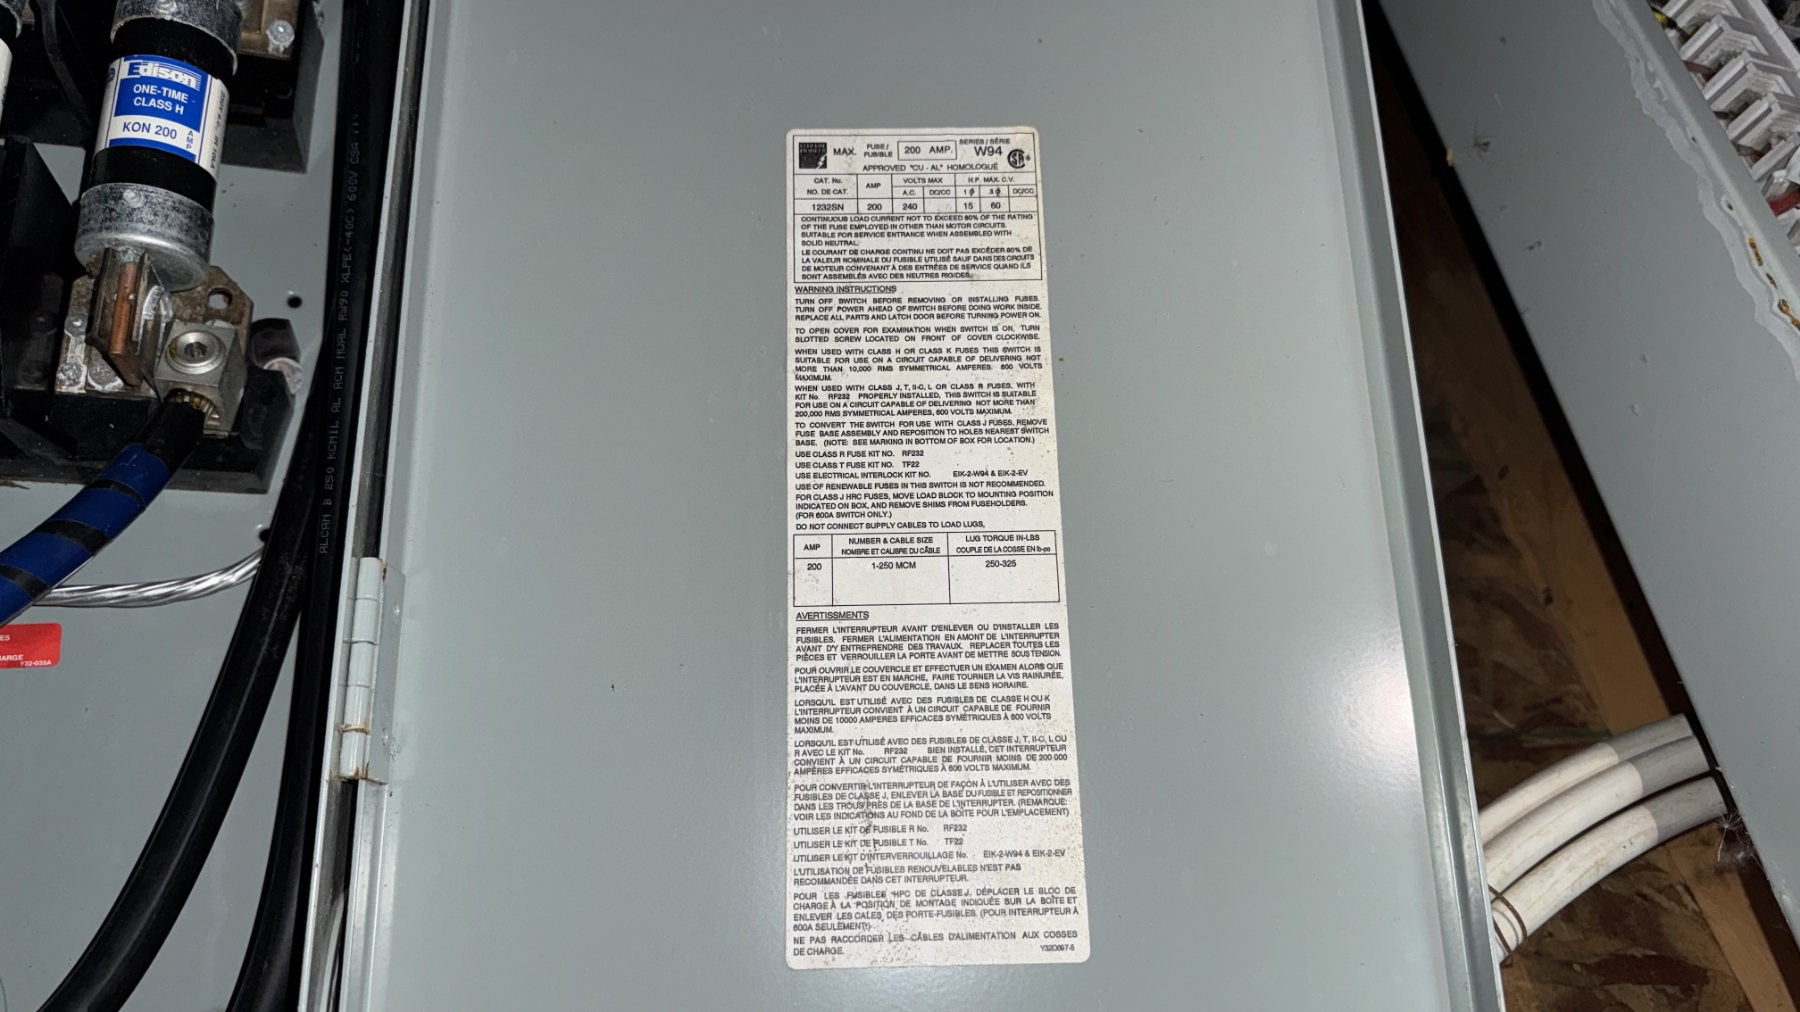 Edison
ONE-TIME
CLASS H
KON 200 AMP
ALCAN B 250 KCMIL AL ACM NUAL RW90 XLPE(-40C) 600V CSA
ES
ARGE
Y32-035A
FEDERAL PIONEER
MAX. FUSE / FUSIBLE 200 AMP. SERIES / SÉRIE W94
APPROVED "CU - AL" HOMOLOGUÉ
CAT. No. NO. DE CAT. AMP VOLTS MAX H.P. MAX. C.V.
A.C. DC/CC 1 ϕ 3 ϕ DC/CC
1232SN 200 240 15 60
CONTINUOUS LOAD CURRENT NOT TO EXCEED 80% OF THE RATING
OF THE FUSE EMPLOYED IN OTHER THAN MOTOR CIRCUITS.
SUITABLE FOR SERVICE ENTRANCE WHEN ASSEMBLED WITH
SOLID NEUTRAL.
LE COURANT DE CHARGE CONTINU NE DOIT PAS EXCÉDER 80% DE
LA VALEUR NOMINALE DU FUSIBLE UTILISÉ SAUF DANS DES CIRCUITS
DE MOTEUR CONVENANT À DES ENTRÉES DE SERVICE QUAND ILS
SONT ASSEMBLÉS AVEC DES NEUTRES RIGIDES.
WARNING INSTRUCTIONS
TURN OFF SWITCH BEFORE REMOVING OR INSTALLING FUSES.
TURN OFF POWER AHEAD OF SWITCH BEFORE DOING WORK INSIDE.
REPLACE ALL PARTS AND LATCH DOOR BEFORE TURNING POWER ON.
TO OPEN COVER FOR EXAMINATION WHEN SWITCH IS ON, TURN
SLOTTED SCREW LOCATED ON FRONT OF COVER CLOCKWISE.
WHEN USED WITH CLASS H OR CLASS K FUSES THIS SWITCH IS
SUITABLE FOR USE ON A CIRCUIT CAPABLE OF DELIVERING NOT
MORE THAN 10,000 RMS SYMMETRICAL AMPERES. 600 VOLTS
MAXIMUM.
WHEN USED WITH CLASS J, T, II-C, L OR CLASS R FUSES, WITH
KIT No. RF232 PROPERLY INSTALLED, THIS SWITCH IS SUITABLE
FOR USE ON A CIRCUIT CAPABLE OF DELIVERING NOT MORE THAN
200,000 RMS SYMMETRICAL AMPERES, 600 VOLTS MAXIMUM.
TO CONVERT THE SWITCH FOR USE WITH CLASS J FUSES, REMOVE
FUSE BASE ASSEMBLY AND REPOSITION TO HOLES NEAREST SWITCH
BASE. (NOTE: SEE MARKING IN BOTTOM OF BOX FOR LOCATION.)
USE CLASS R FUSE KIT NO. RF232
USE CLASS T FUSE KIT NO. TF22
USE ELECTRICAL INTERLOCK KIT NO. EIK-2-W94 & EIK-2-EV
USE OF RENEWABLE FUSES IN THIS SWITCH IS NOT RECOMMENDED.
FOR CLASS J HRC FUSES, MOVE LOAD BLOCK TO MOUNTING POSITION
INDICATED ON BOX, AND REMOVE SHIMS FROM FUSEHOLDERS.
(FOR 600A SWITCH ONLY.)
DO NOT CONNECT SUPPLY CABLES TO LOAD LUGS,
AMP NUMBER & CABLE SIZE NOMBRE ET CALIBRE DU CÂBLE LUG TORQUE IN-LBS COUPLE DE LA COSSE EN lb-po
200 1-250 MCM 250-325
AVERTISSMENTS
FERMER L'INTERRUPTEUR AVANT D'ENLEVER OU D'INSTALLER LES
FUSIBLES. FERMER L'ALIMENTATION EN AMONT DE L'INTERRUPTER
AVANT D'Y ENTREPRENDRE DES TRAVAUX. REPLACER TOUTES LES
PIÈCES ET VERROUILLER LA PORTE AVANT DE METTRE SOUS TENSION.
POUR OUVRIR LE COUVERCLE ET EFFECTUER UN EXAMEN ALORS QUE
L'INTERRUPTEUR EST EN MARCHE, FAIRE TOURNER LA VIS RAINURÉE,
PLACÉE À L'AVANT DU COUVERCLE, DANS LE SENS HORAIRE.
LORSQU'IL EST UTILISÉ AVEC DES FUSIBLES DE CLASSE H OU K
L'INTERRUPTEUR CONVIENT À UN CIRCUIT CAPABLE DE FOURNIR
MOINS DE 10000 AMPERES EFFICACES SYMÉTRIQUES À 600 VOLTS
MAXIMUM.
LORSQU'IL EST UTILISÉ AVEC DES FUSIBLES DE CLASSE J, T, II-C, L OU
R AVEC LE KIT No. RF232 BIEN INSTALLÉ, CET INTERRUPTEUR
CONVIENT À UN CIRCUIT CAPABLE DE FOURNIR MOINS DE 200 000
AMPÈRES EFFICACES SYMÉTRIQUES À 600 VOLTS MAXIMUM.
POUR CONVERTIR L'INTERRUPTEUR DE FAÇON À L'UTILISER AVEC DES
FUSIBLES DE CLASSE J, ENLEVER LA BASE DU FUSIBLE ET REPOSITIONNER
DANS LES TROUS PRÈS DE LA BASE DE L'INTERRUPTER. (REMARQUE:
VOIR LES INDICATIONS AU FOND DE LA BOÎTE POUR L'EMPLACEMENT)
UTILISER LE KIT DE FUSIBLE R No. RF232
UTILISER LE KIT DE FUSIBLE T No. TF22
UTILISER LE KIT D'INTERVERROUILLAGE No. EIK-2-W94 & EIK-2-EV
L'UTILISATION DE FUSIBLES RENOUVELABLES N'EST PAS
RECOMMANDÉE DANS CET INTERRUPTEUR.
POUR LES FUSIBLES HPC DE CLASSE J, DÉPLACER LE BLOC DE
CHARGE À LA POSITION DE MONTAGE INDIQUÉE SUR LA BOÎTE ET
ENLEVER LES CALES DES PORTE-FUSIBLES. (POUR INTERRUPTEUR À
600A SEULEMENT)
NE PAS RACCORDER LES CÂBLES D'ALIMENTATION AUX COSSES
DE CHARGE. Y32D697-5